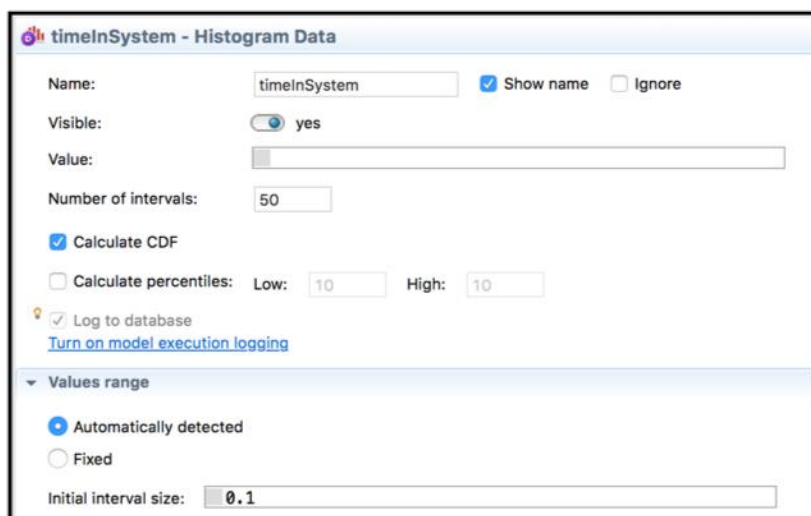 timeInSystem - Histogram Data
Name: timeInSystem Show name Ignore
Visible: yes
Value:
Number of intervals: 50
Calculate CDF
Calculate percentiles: Low: 10 High: 10
Log to database
Turn on model execution logging
Values range
Automatically detected
Fixed
Initial interval size: 0.1